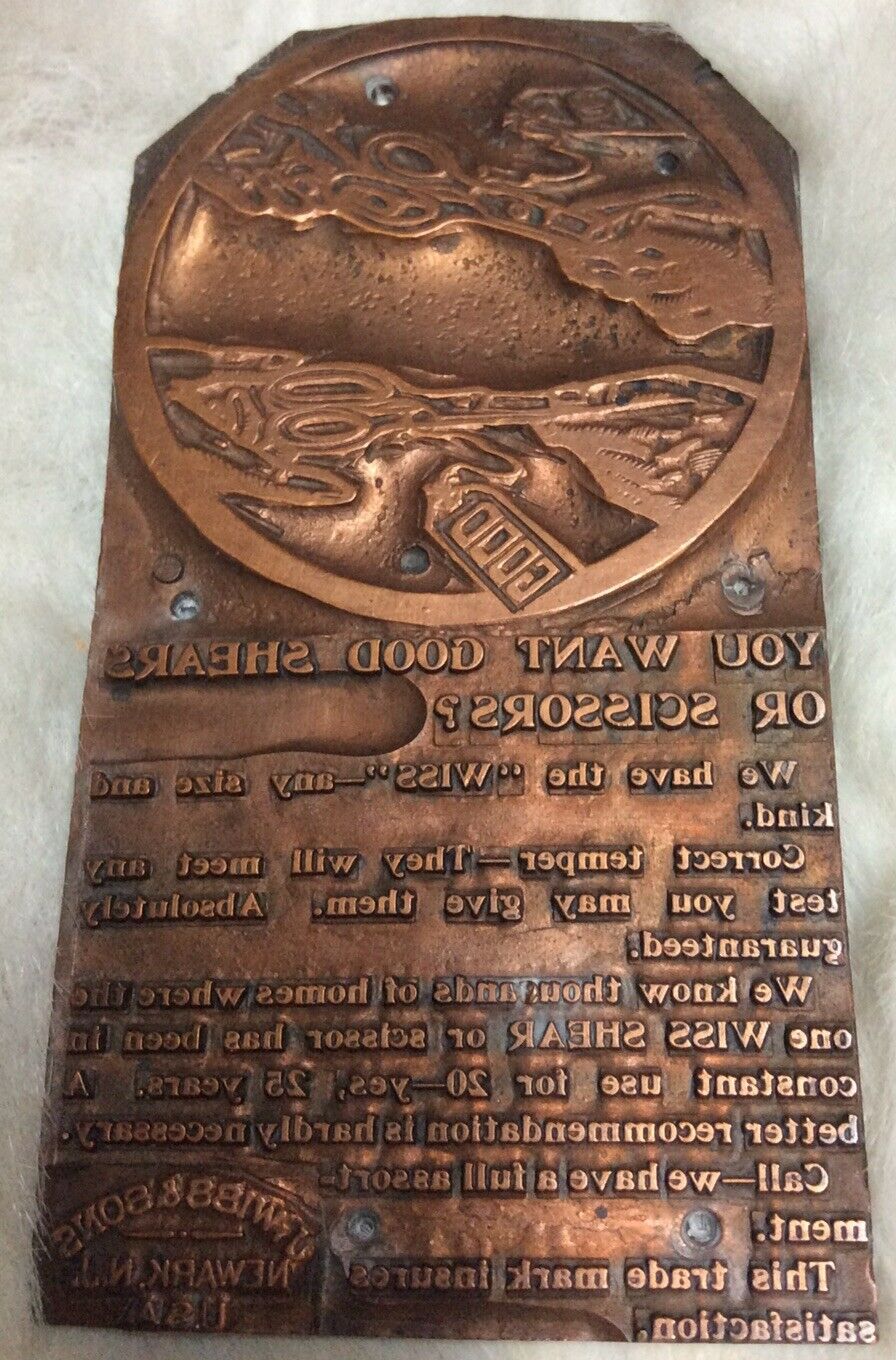 GOOD
YOU WANT GOOD SHEARS
OR SCISSORS?
We have the "WISS"—any size and
kind.
Correct temper—They will meet any
test you may give them. Absolutely
guaranteed.
We know thousands of homes where the
one WISS SHEAR or scissor has been in
constant use for 20—yes, 25 years. A
better recommendation is hardly necessary.
Call—we have a full assort-
ment.
This trade mark insures
satisfaction.
J. WISS & SONS
NEWARK, N.J.
U.S.A.